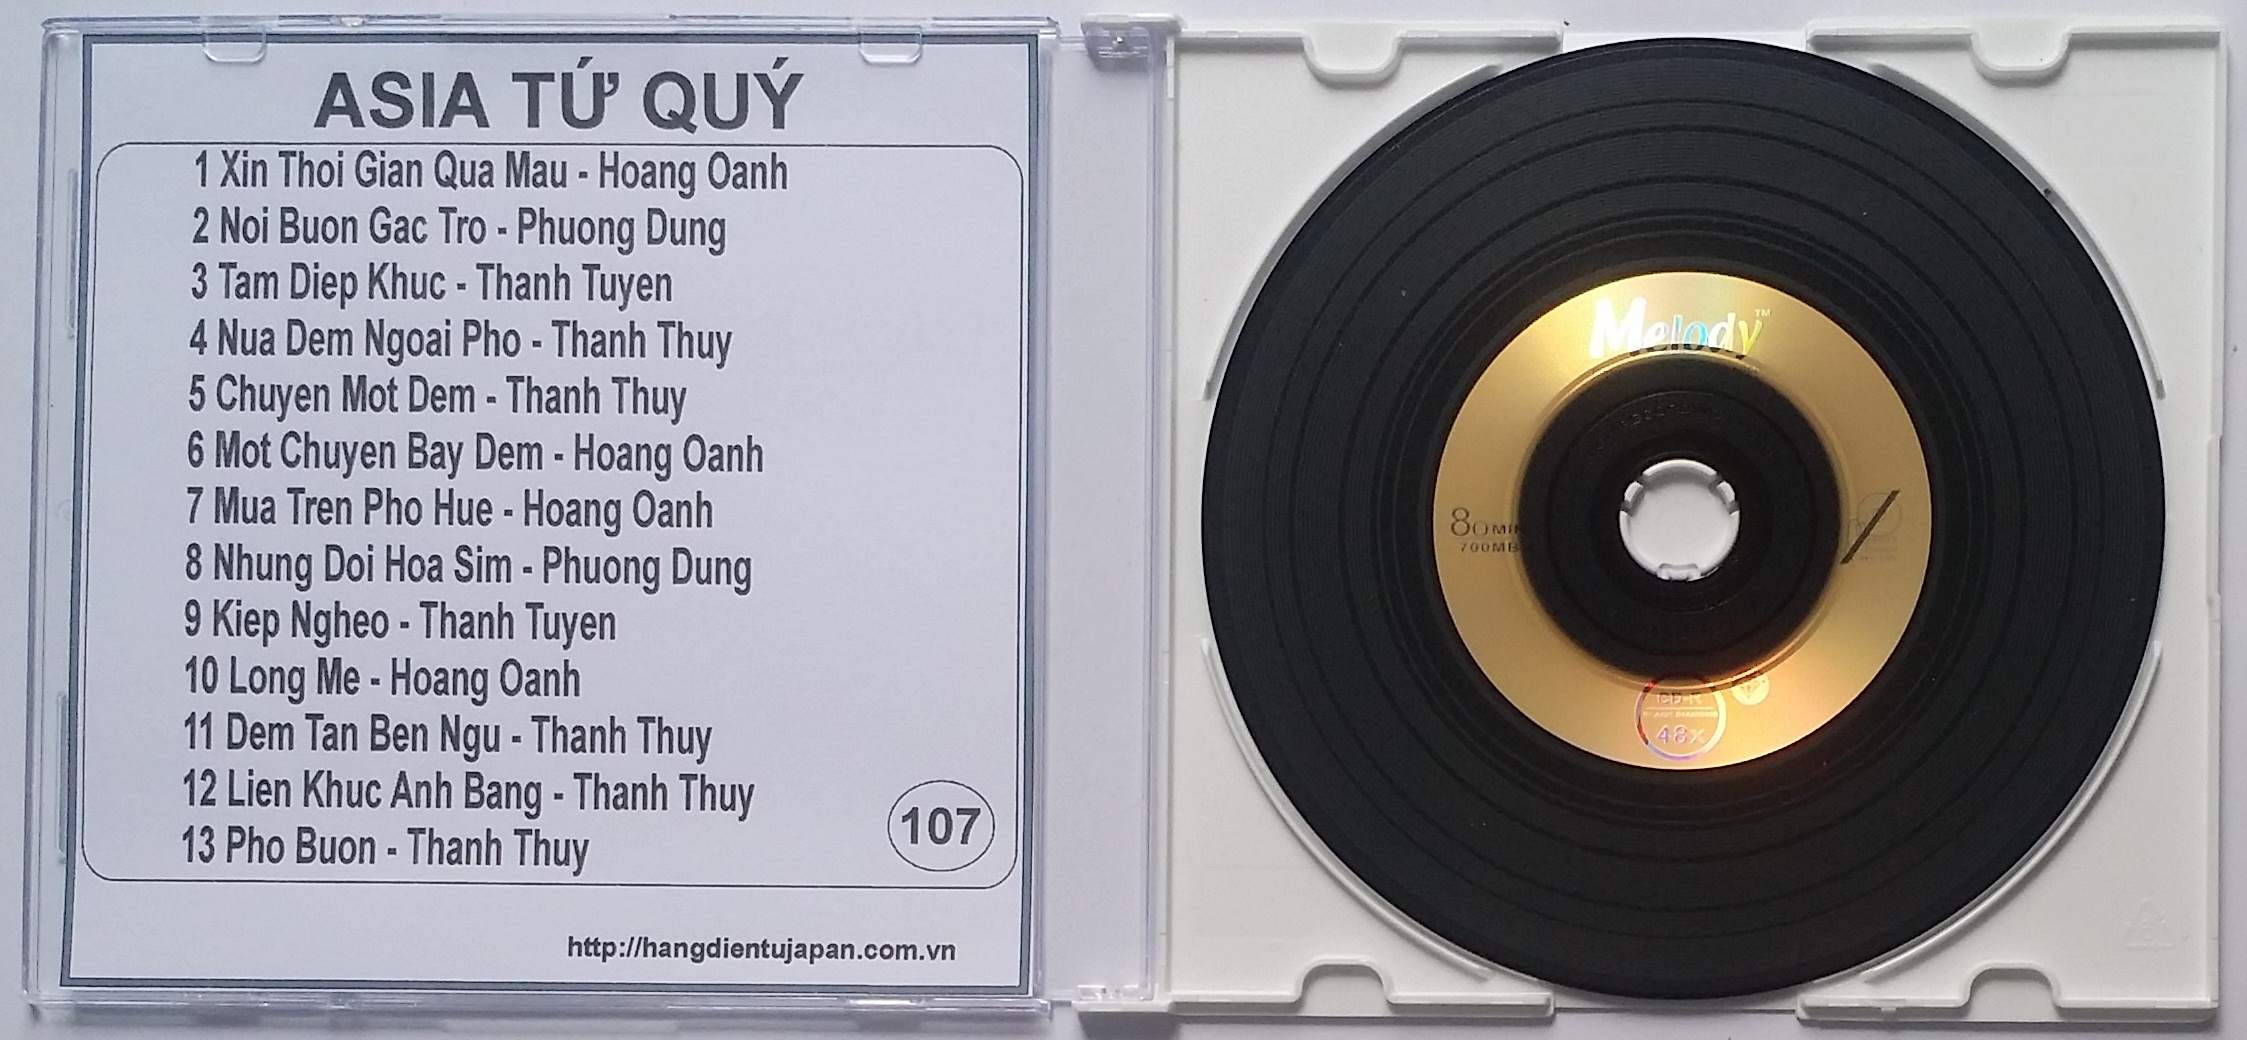 ASIA TỨ QUÝ
1 Xin Thoi Gian Qua Mau - Hoang Oanh
2 Noi Buon Gac Tro - Phuong Dung
3 Tam Diep Khuc - Thanh Tuyen
4 Nua Dem Ngoai Pho - Thanh Thuy
5 Chuyen Mot Dem - Thanh Thuy
6 Mot Chuyen Bay Dem - Hoang Oanh
7 Mua Tren Pho Hue - Hoang Oanh
8 Nhung Doi Hoa Sim - Phuong Dung
9 Kiep Ngheo - Thanh Tuyen
10 Long Me - Hoang Oanh
11 Dem Tan Ben Ngu - Thanh Thuy
12 Lien Khuc Anh Bang - Thanh Thuy
13 Pho Buon - Thanh Thuy
107
http://hangdientujapan.com.vn
Melody™
80MIN
700MB
CD-R
48X